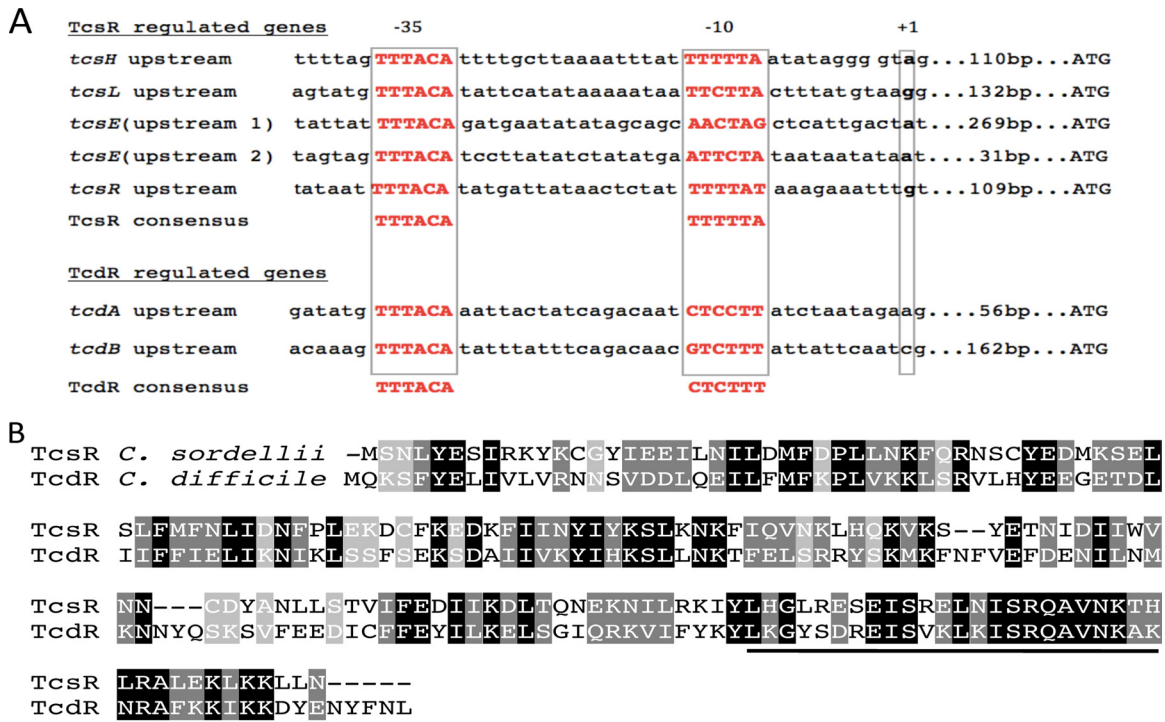 A
TcsR regulated genes -35 -10 +1
tcsH upstream ttttag TTTACA ttttgcttaaaatttat TTTTTA atataggg gtag...110bp...ATG
tcsL upstream agtatg TTTACA tattcatataaaaaataa TTCTTA ctttatgtaagg...132bp...ATG
tcsE(upstream 1) tattat TTTACA gatgaatatatagcagc AACTAG ctcattgactat...269bp...ATG
tcsE(upstream 2) tagtag TTTACA tccttatatctatatga ATTCTA taataatataat...31bp...ATG
tcsR upstream tataat TTTACA tatgattataactctat TTTTAT aaagaaatttgt...109bp...ATG
TcsR consensus TTTACA TTTTTA
TcdR regulated genes
tcdA upstream gatatg TTTACA aattactatcagacaat CTCCTT atctaatagaag....56bp...ATG
tcdB upstream acaaag TTTACA tatttatttcagacaac GTCTTT attattcaatcg...162bp...ATG
TcdR consensus TTTACA CTCTTT
B
TcsR C. sordellii -MSNLYESIRKYKCGYIEEILNILDMFDPLLNKFQRNSCYEDMKSEL
TcdR C. difficile MQKSFYELIVLVRNNSVDDLQEILFMFKPLVKKLSRVLHYEEGETDL
TcsR SLFMFNLIDNFPLEKDCFKEDKFIINYIYKSLKNKFIQVNKLHQKVKS--YETNIDIIWV
TcdR IIFFIELIKNIKLSSFSEKSDAIIVKYIHKSLLNKTFELSRRYSKMKFNFVEFDENILNM
TcsR NN---CDYANLLSTVIFEDIIKDLTQNEKNILRKIYLHGLRESEISRELNISRQAVNKTH
TcdR KNNYQSKSVFEEDICFFEYILKELSGIQRKVIFYKYLKGYSDREISVKLKISRQAVNKAK
TcsR LRALEKLKKLLN-----
TcdR NRAFKKIKKDYENYFNL